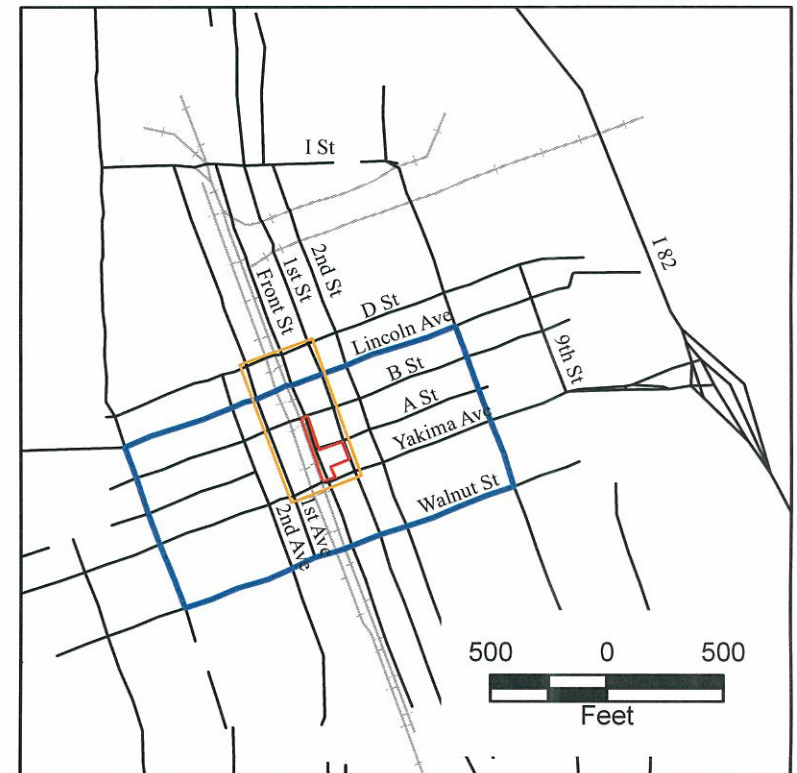 I St
I 82
2nd St
1st St
Front St
D St
Lincoln Ave
B St
9th St
A St
Yakima Ave
Walnut St
1st Ave
2nd Ave
500 0 500
Feet